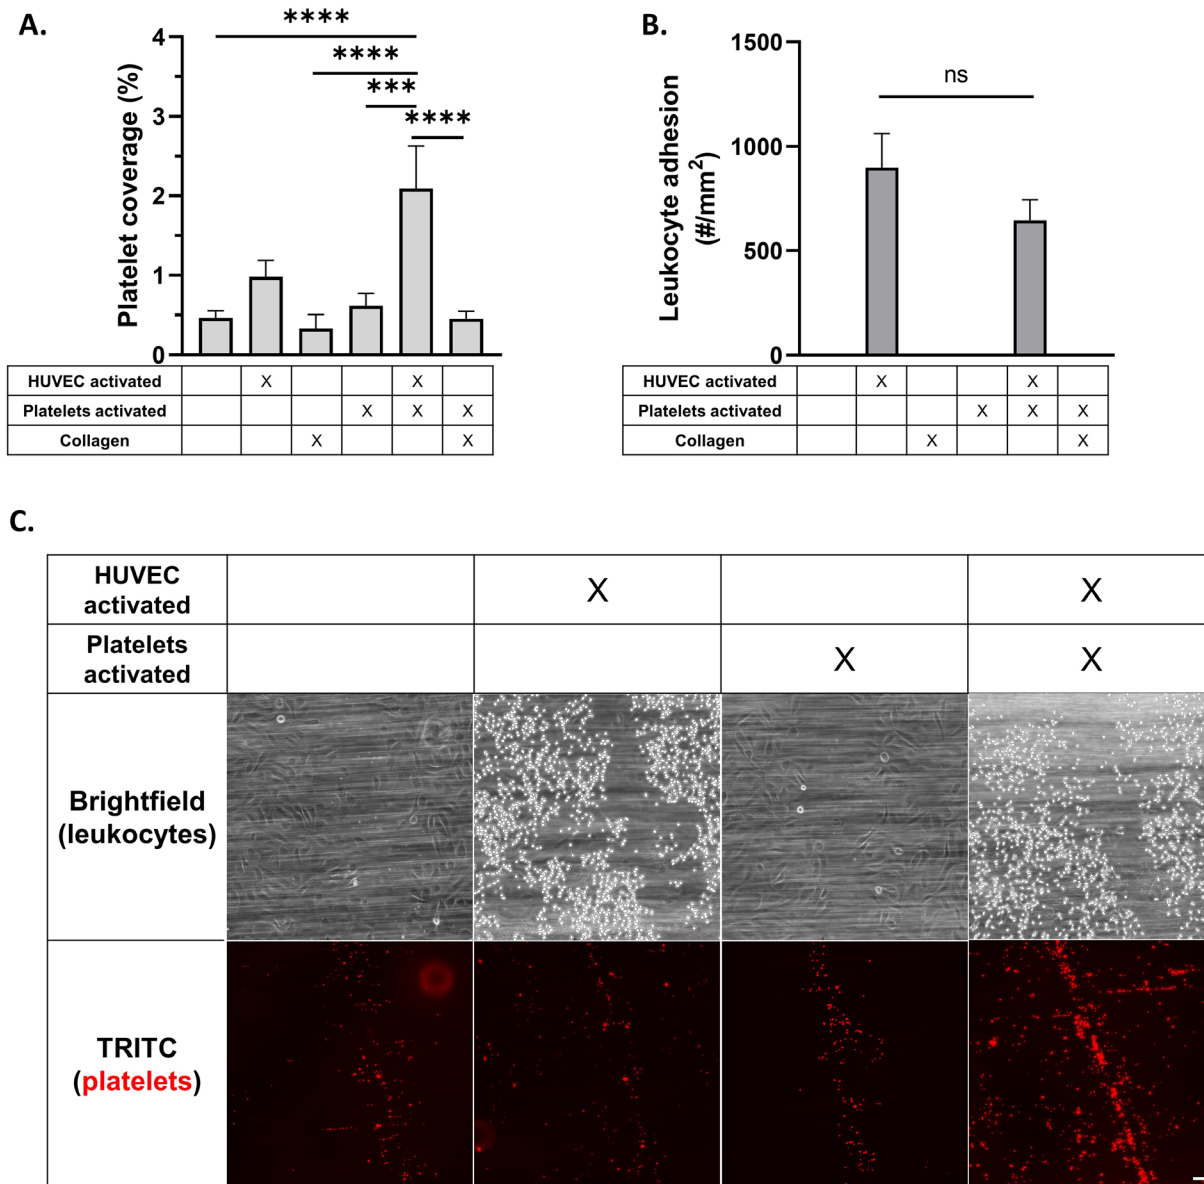 A.
Platelet coverage (%)
4
3
2
1
0
****
****
***
****
HUVEC activated X X
Platelets activated X X X
Collagen X X
B.
Leukocyte adhesion
(#/mm²)
1500
1000
500
0
ns
HUVEC activated X X
Platelets activated X X X
Collagen X X
C.
HUVEC
activated
X X
Platelets
activated
X X
Brightfield
(leukocytes)
TRITC
(platelets)